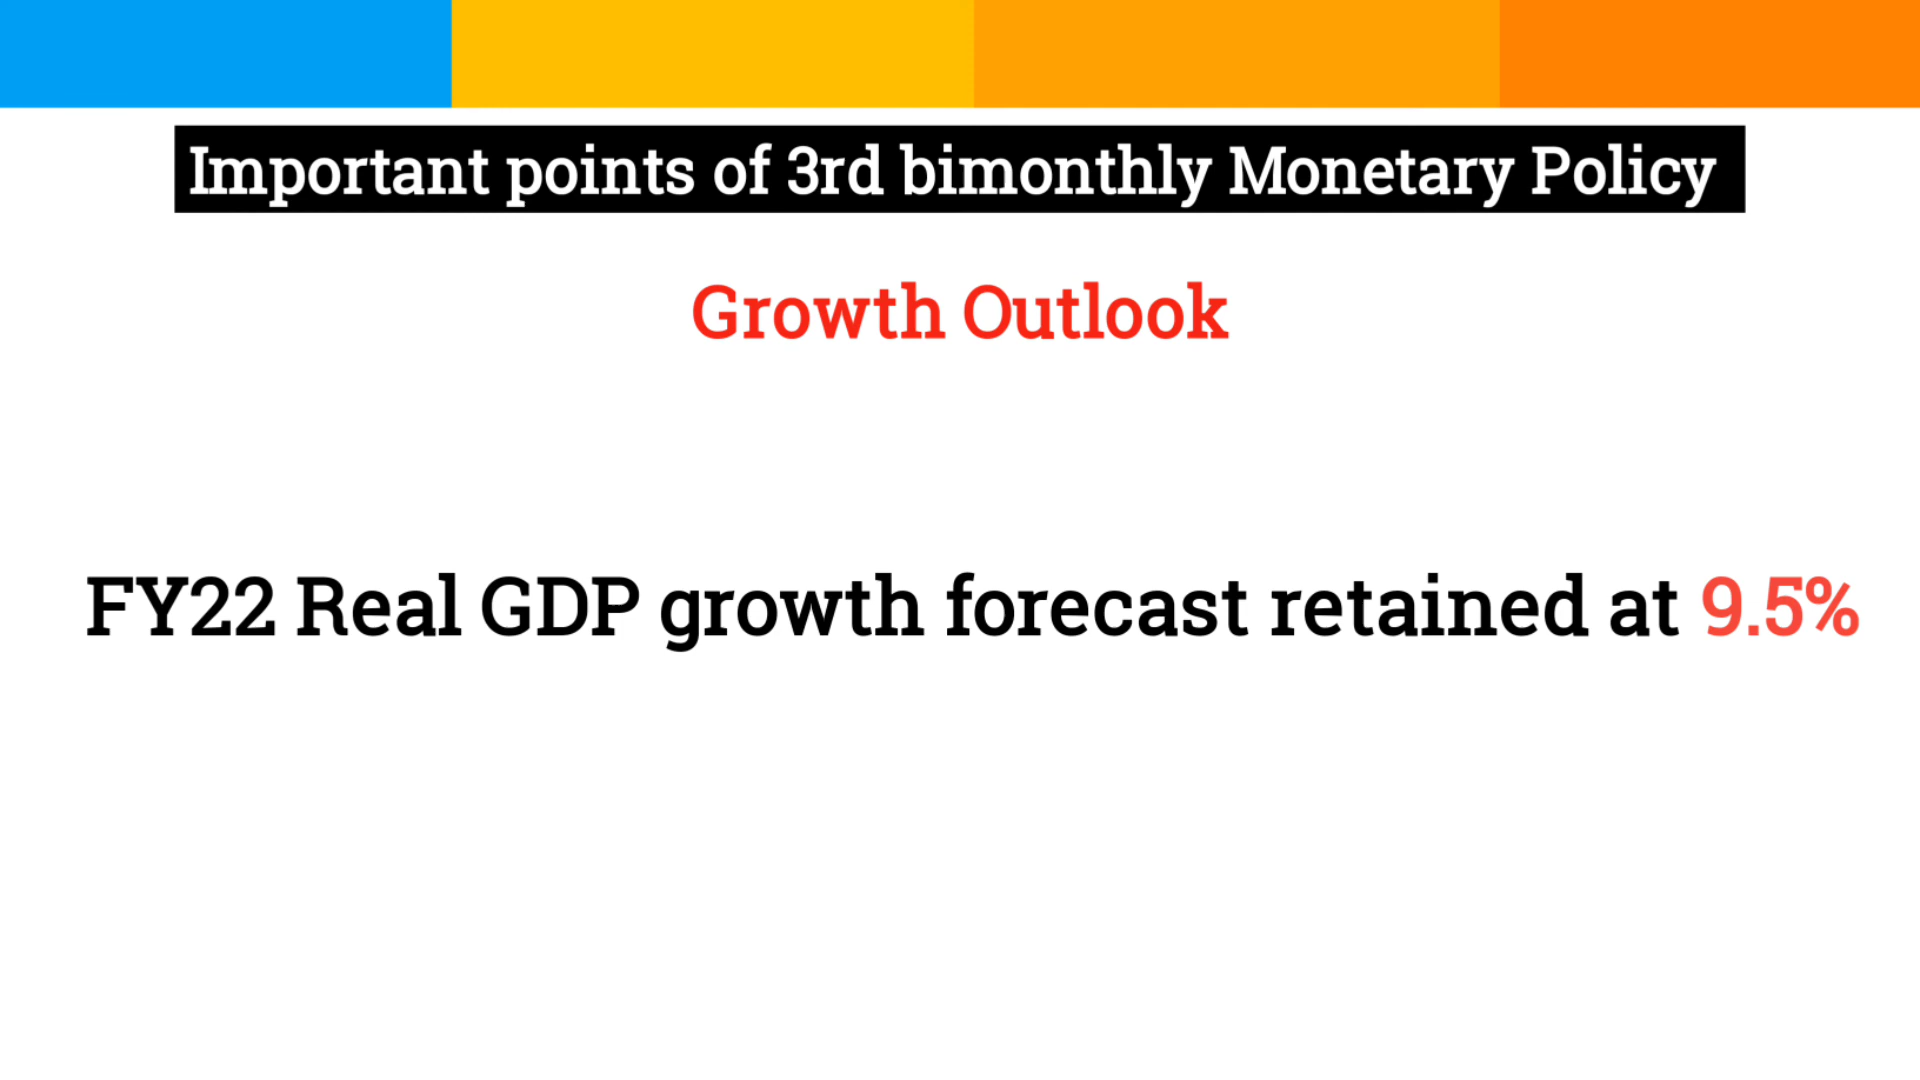 Important points of 3rd bimonthly Monetary Policy
Growth Outlook
FY22 Real GDP growth forecast retained at 9.5%